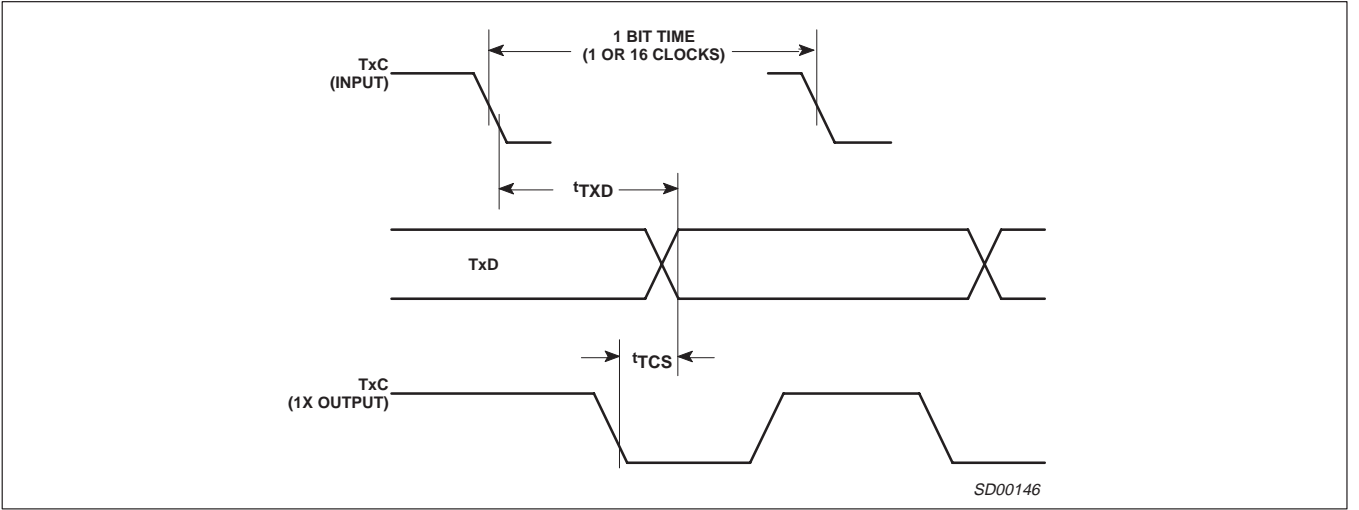 1 BIT TIME
(1 OR 16 CLOCKS)
TxC
(INPUT)
tTXD
TxD
tTCS
TxC
(1X OUTPUT)
SD00146